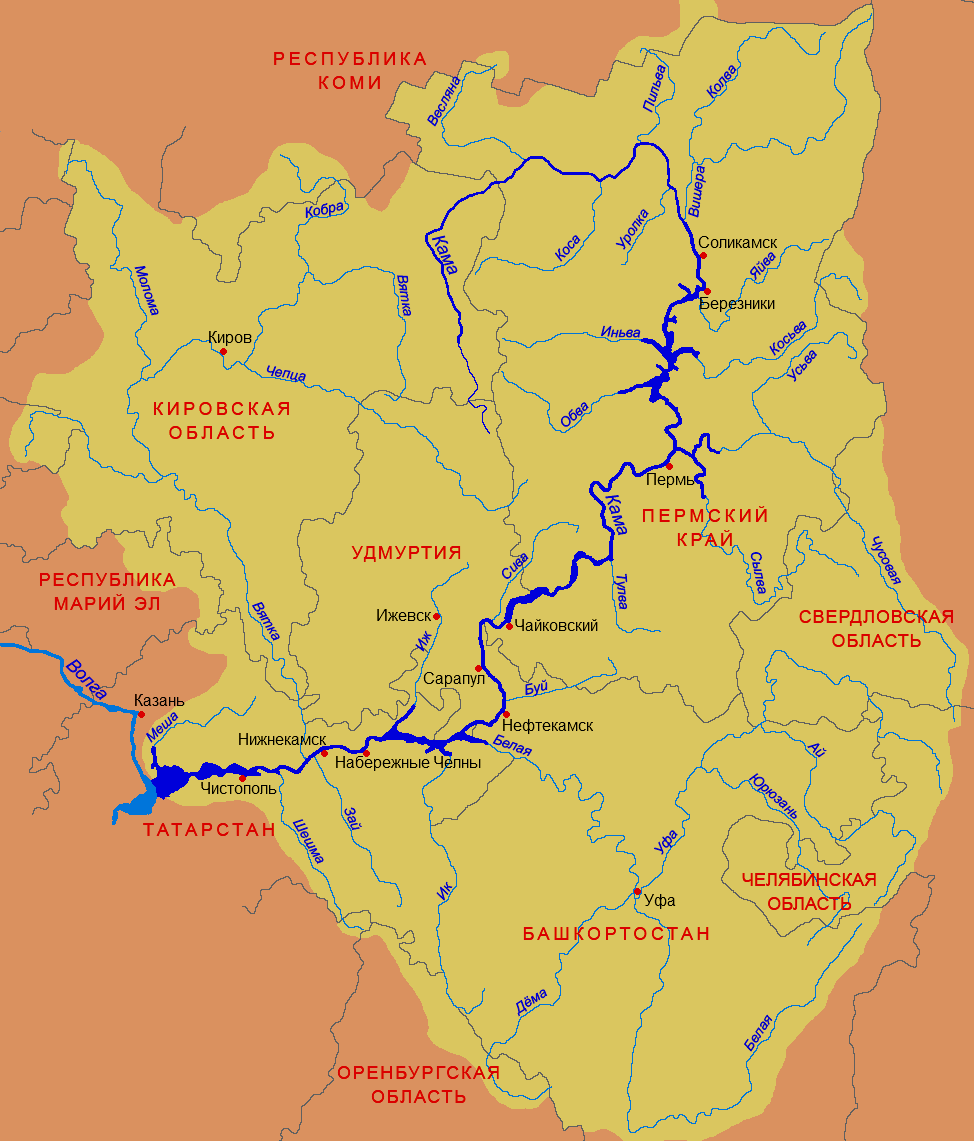 РЕСПУБЛИКА
КОМИ
Весляна
Пильва
Колва
Вишера
Кобра
Уролка
Коса
Кама
Соликамск
Яйва
Молома
Вятка
Березники
Киров
Иньва
Косьва
Усьва
Чепца
Обва
КИРОВСКАЯ
ОБЛАСТЬ
Пермь
Кама
ПЕРМСКИЙ
КРАЙ
УДМУРТИЯ
Чусовая
Сива
Сылва
РЕСПУБЛИКА
МАРИЙ ЭЛ
Тулва
Вятка
Ижевск
Чайковский
СВЕРДЛОВСКАЯ
ОБЛАСТЬ
Иж
Волга
Сарапул
Буй
Казань
Меша
Нефтекамск
Нижнекамск
Белая
Набережные Челны
Ай
Чистополь
Юрюзань
ТАТАРСТАН
Зай
Шешма
Уфа
ЧЕЛЯБИНСКАЯ
ОБЛАСТЬ
Ик
Уфа
БАШКОРТОСТАН
Дёма
Белая
ОРЕНБУРГСКАЯ
ОБЛАСТЬ